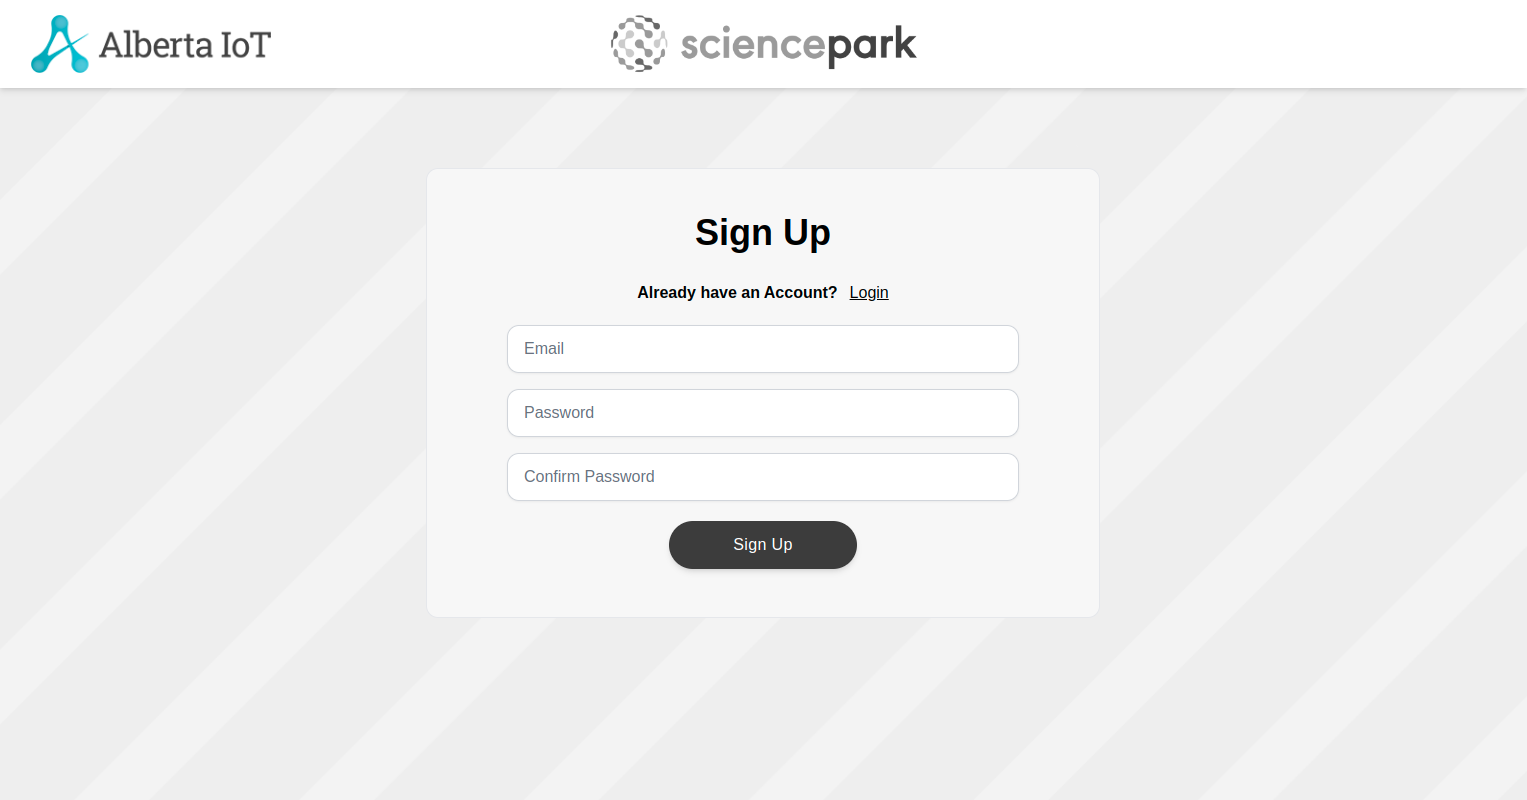 Alberta IoT
sciencepark
Sign Up
Already have an Account? Login
Email
Password
Confirm Password
Sign Up